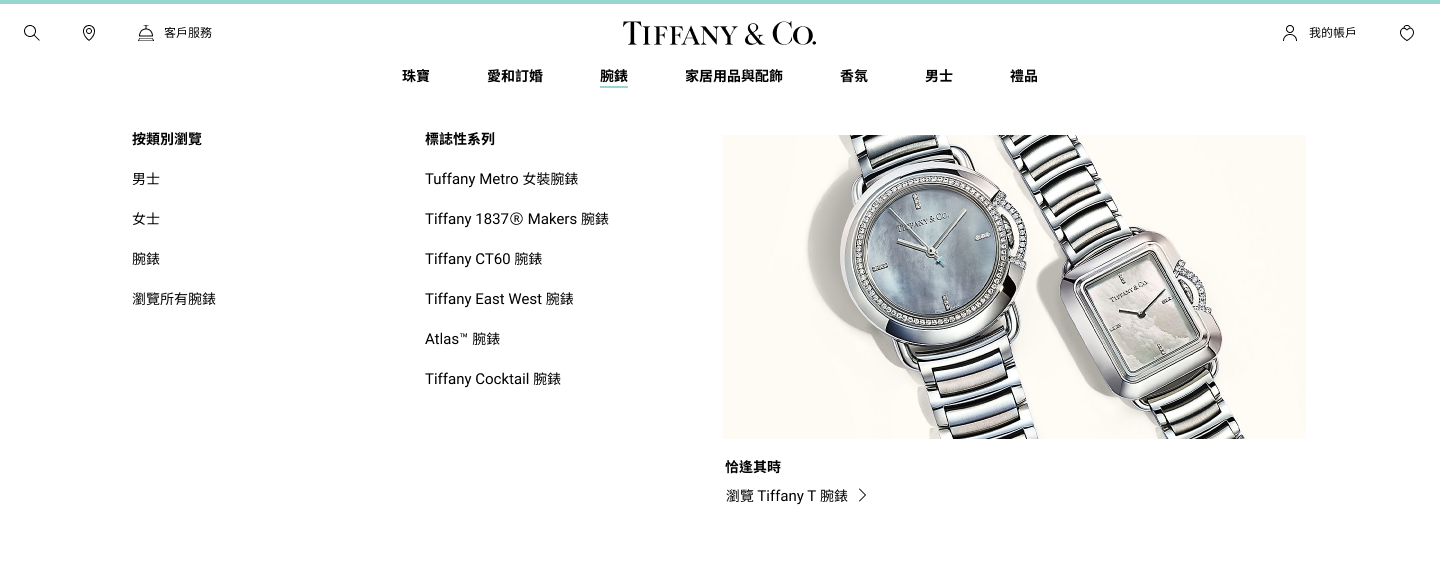 客戶服務
TIFFANY & CO.
我的帳戶
珠寶
愛和訂婚
腕錶
家居用品與配飾
香氛
男士
禮品
按類別瀏覽
男士
女士
腕錶
瀏覽所有腕錶
標誌性系列
Tuffany Metro 女裝腕錶
Tiffany 1837® Makers 腕錶
Tiffany CT60 腕錶
Tiffany East West 腕錶
Atlas™ 腕錶
Tiffany Cocktail 腕錶
TIFFANY & CO.
TIFFANY & CO.
恰逢其時
瀏覽 Tiffany T 腕錶